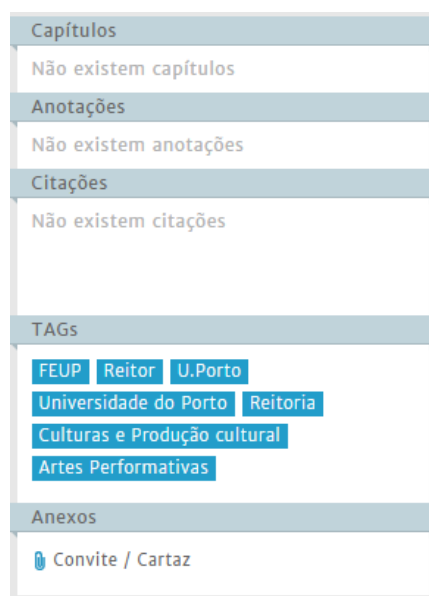 Capítulos
Não existem capítulos
Anotações
Não existem anotações
Citações
Não existem citações
TAGs
FEUP Reitor U.Porto
Universidade do Porto Reitoria
Culturas e Produção cultural
Artes Performativas
Anexos
Convite / Cartaz